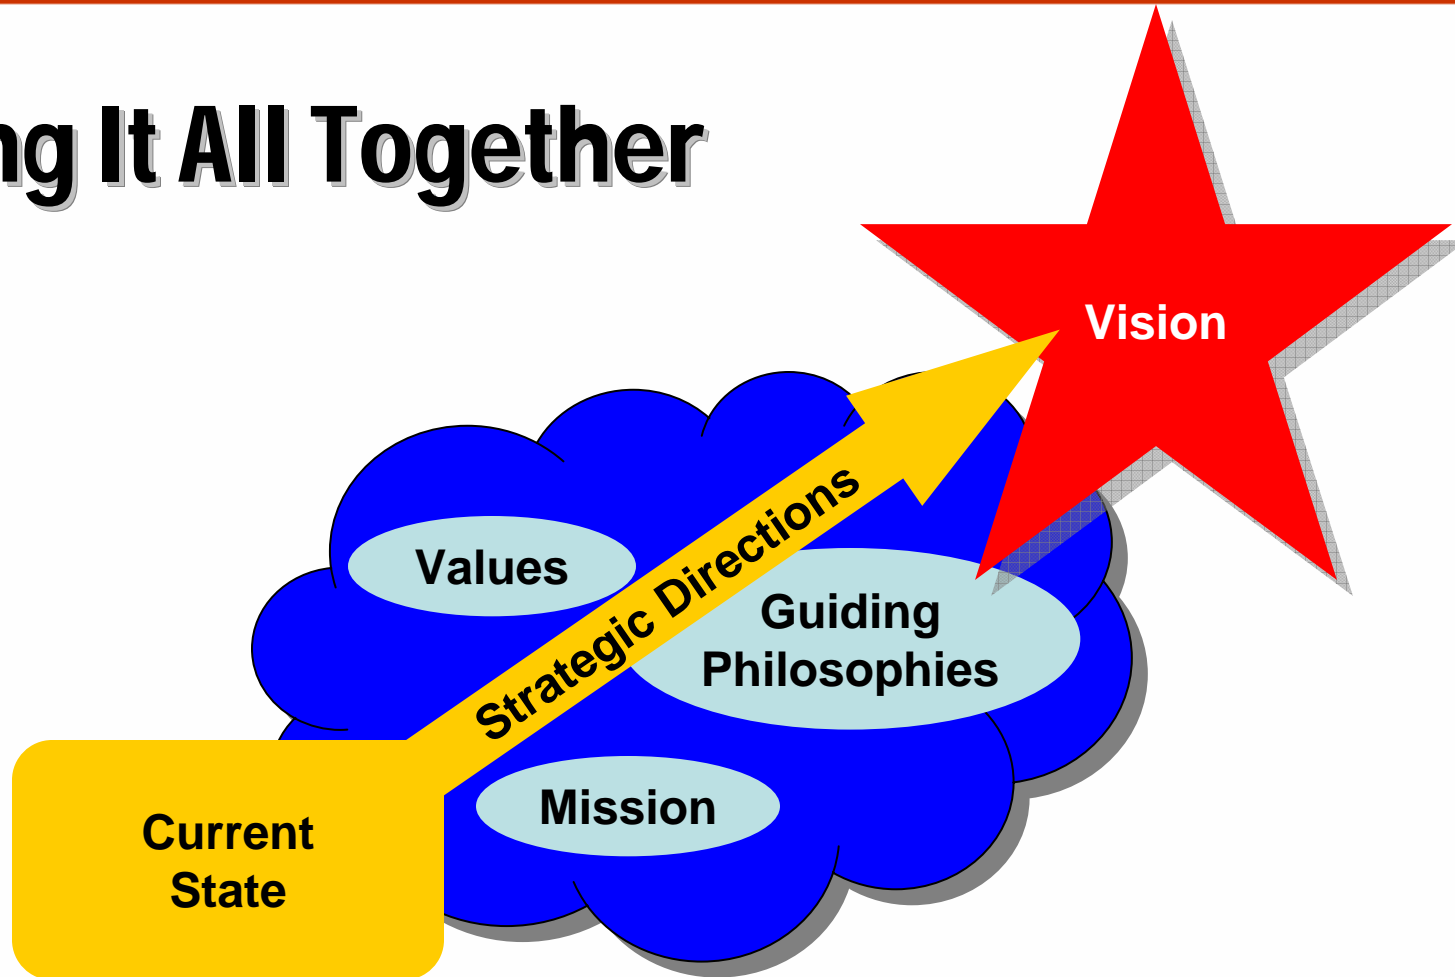 ng It All Together
Vision
Strategic Directions
Values
Guiding
Philosophies
Mission
Current
State